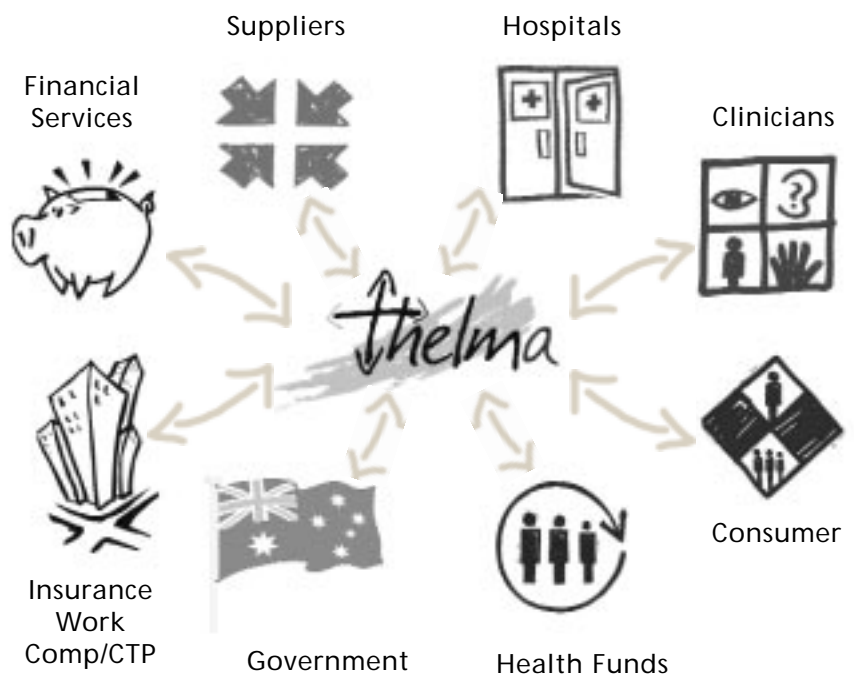 Suppliers
Hospitals
Financial
Services
Clinicians
thelma
Consumer
Insurance
Work
Comp/CTP
Government
Health Funds